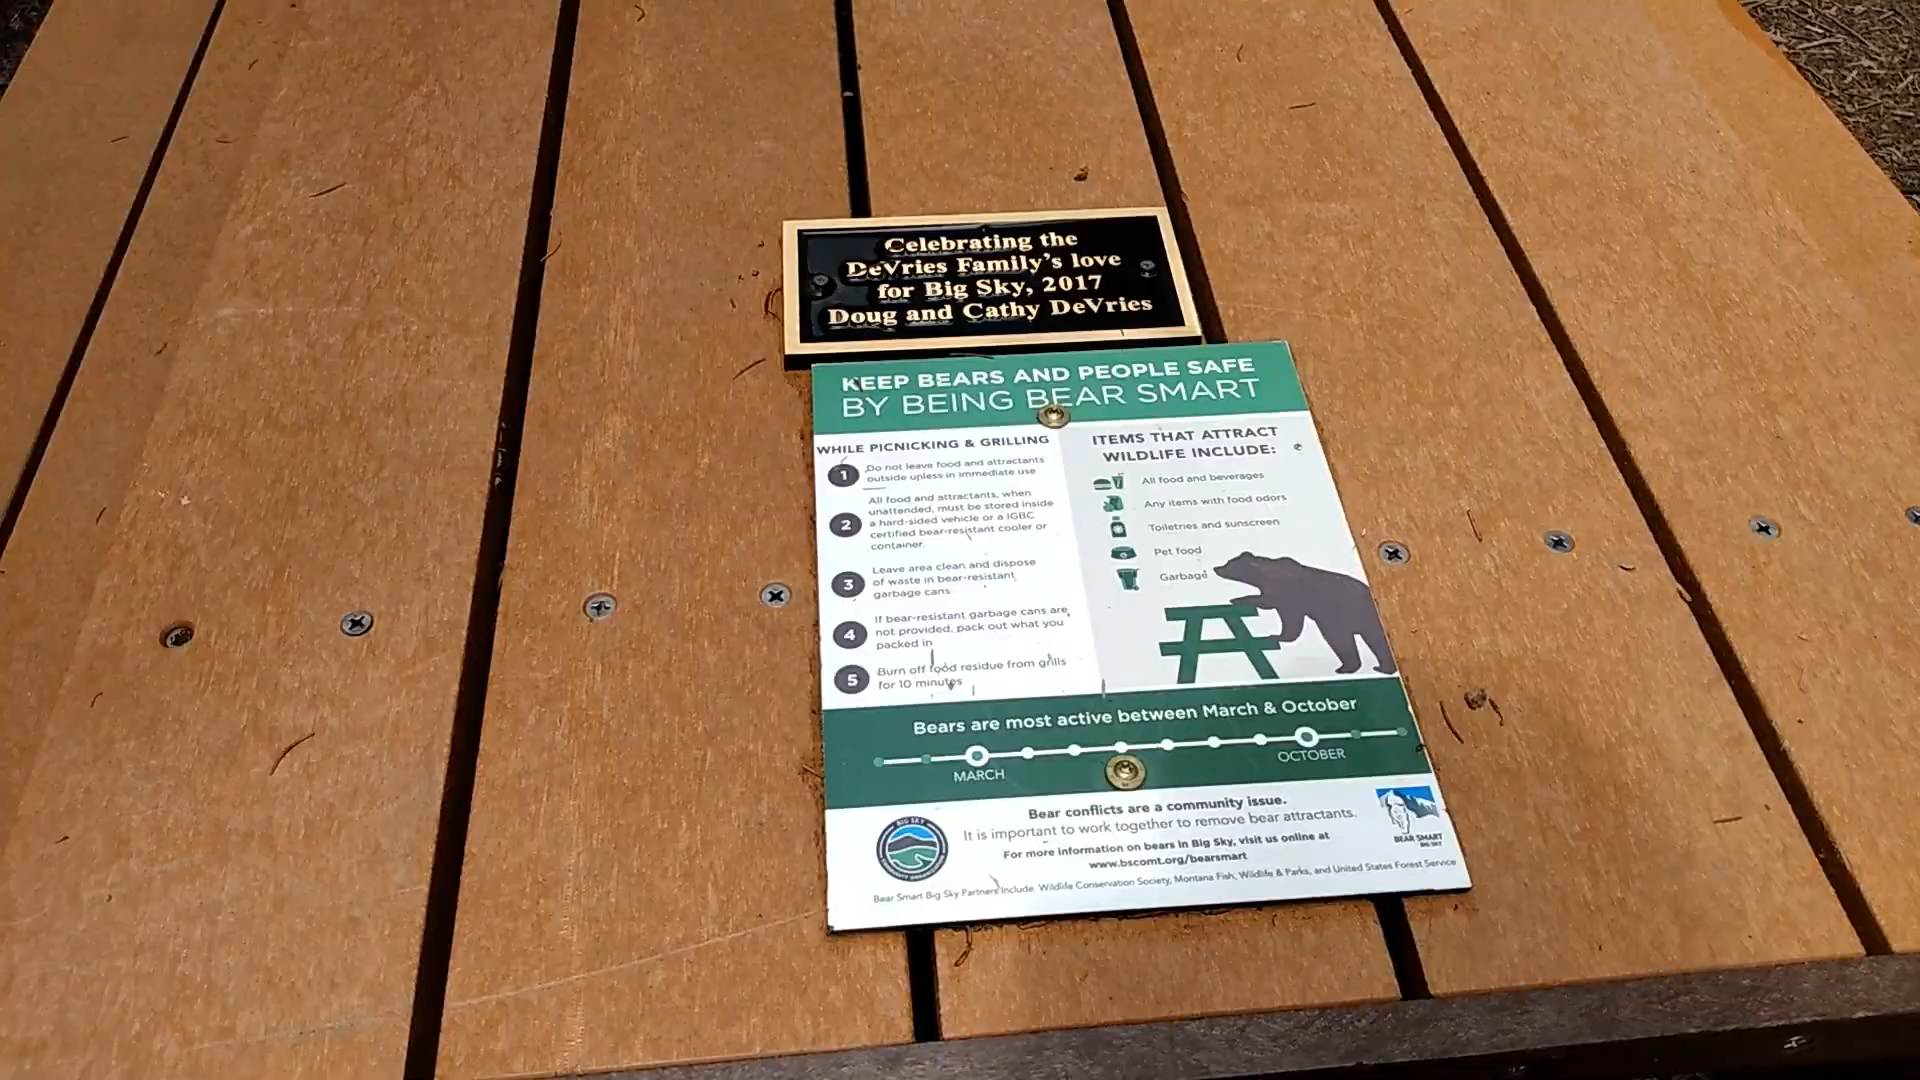 Celebrating the
DeVries Family's love
for Big Sky, 2017
Doug and Cathy DeVries
KEEP BEARS AND PEOPLE SAFE
BY BEING BEAR SMART
WHILE PICNICKING & GRILLING
1 Do not leave food and attractants
outside unless in immediate use
2 All food and attractants, when
unattended, must be stored inside
a hard-sided vehicle or a IGBC
certified bear-resistant cooler or
container.
3 Leave area clean and dispose
of waste in bear-resistant
garbage cans
4 If bear-resistant garbage cans are
not provided, pack out what you
packed in
5 Burn off food residue from grills
for 10 minutes
ITEMS THAT ATTRACT
WILDLIFE INCLUDE:
All food and beverages
Any items with food odors
Toiletries and sunscreen
Pet food
Garbage
Bears are most active between March & October
MARCH
OCTOBER
BIG SKY
Bear conflicts are a community issue.
It is important to work together to remove bear attractants.
For more information on bears in Big Sky, visit us online at
www.bscomt.org/bearsmart
BEAR SMART
BIG SKY
Bear Smart Big Sky Partners Include: Wildlife Conservation Society, Montana Fish, Wildlife & Parks, and United States Forest Service